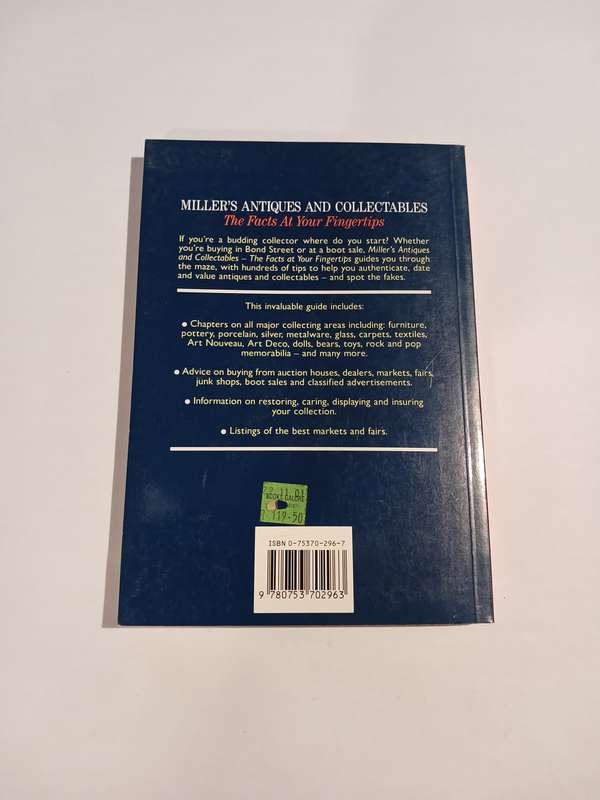 MILLER'S ANTIQUES AND COLLECTABLES
The Facts At Your Fingertips
If you're a budding collector where do you start? Whether
you're buying in Bond Street or at a boot sale, Miller's Antiques
and Collectables – The Facts at Your Fingertips guides you through
the maze, with hundreds of tips to help you authenticate, date
and value antiques and collectables – and spot the fakes.
This invaluable guide includes:
● Chapters on all major collecting areas including: furniture,
pottery, porcelain, silver, metalware, glass, carpets, textiles,
Art Nouveau, Art Deco, dolls, bears, toys, rock and pop
memorabilia – and many more.
● Advice on buying from auction houses, dealers, markets, fairs,
junk shops, boot sales and classified advertisements.
● Information on restoring, caring, displaying and insuring
your collection.
● Listings of the best markets and fairs.
11 01
BOOKS GALORE
119-50
ISBN 0-75370-296-7
9 780753 702963